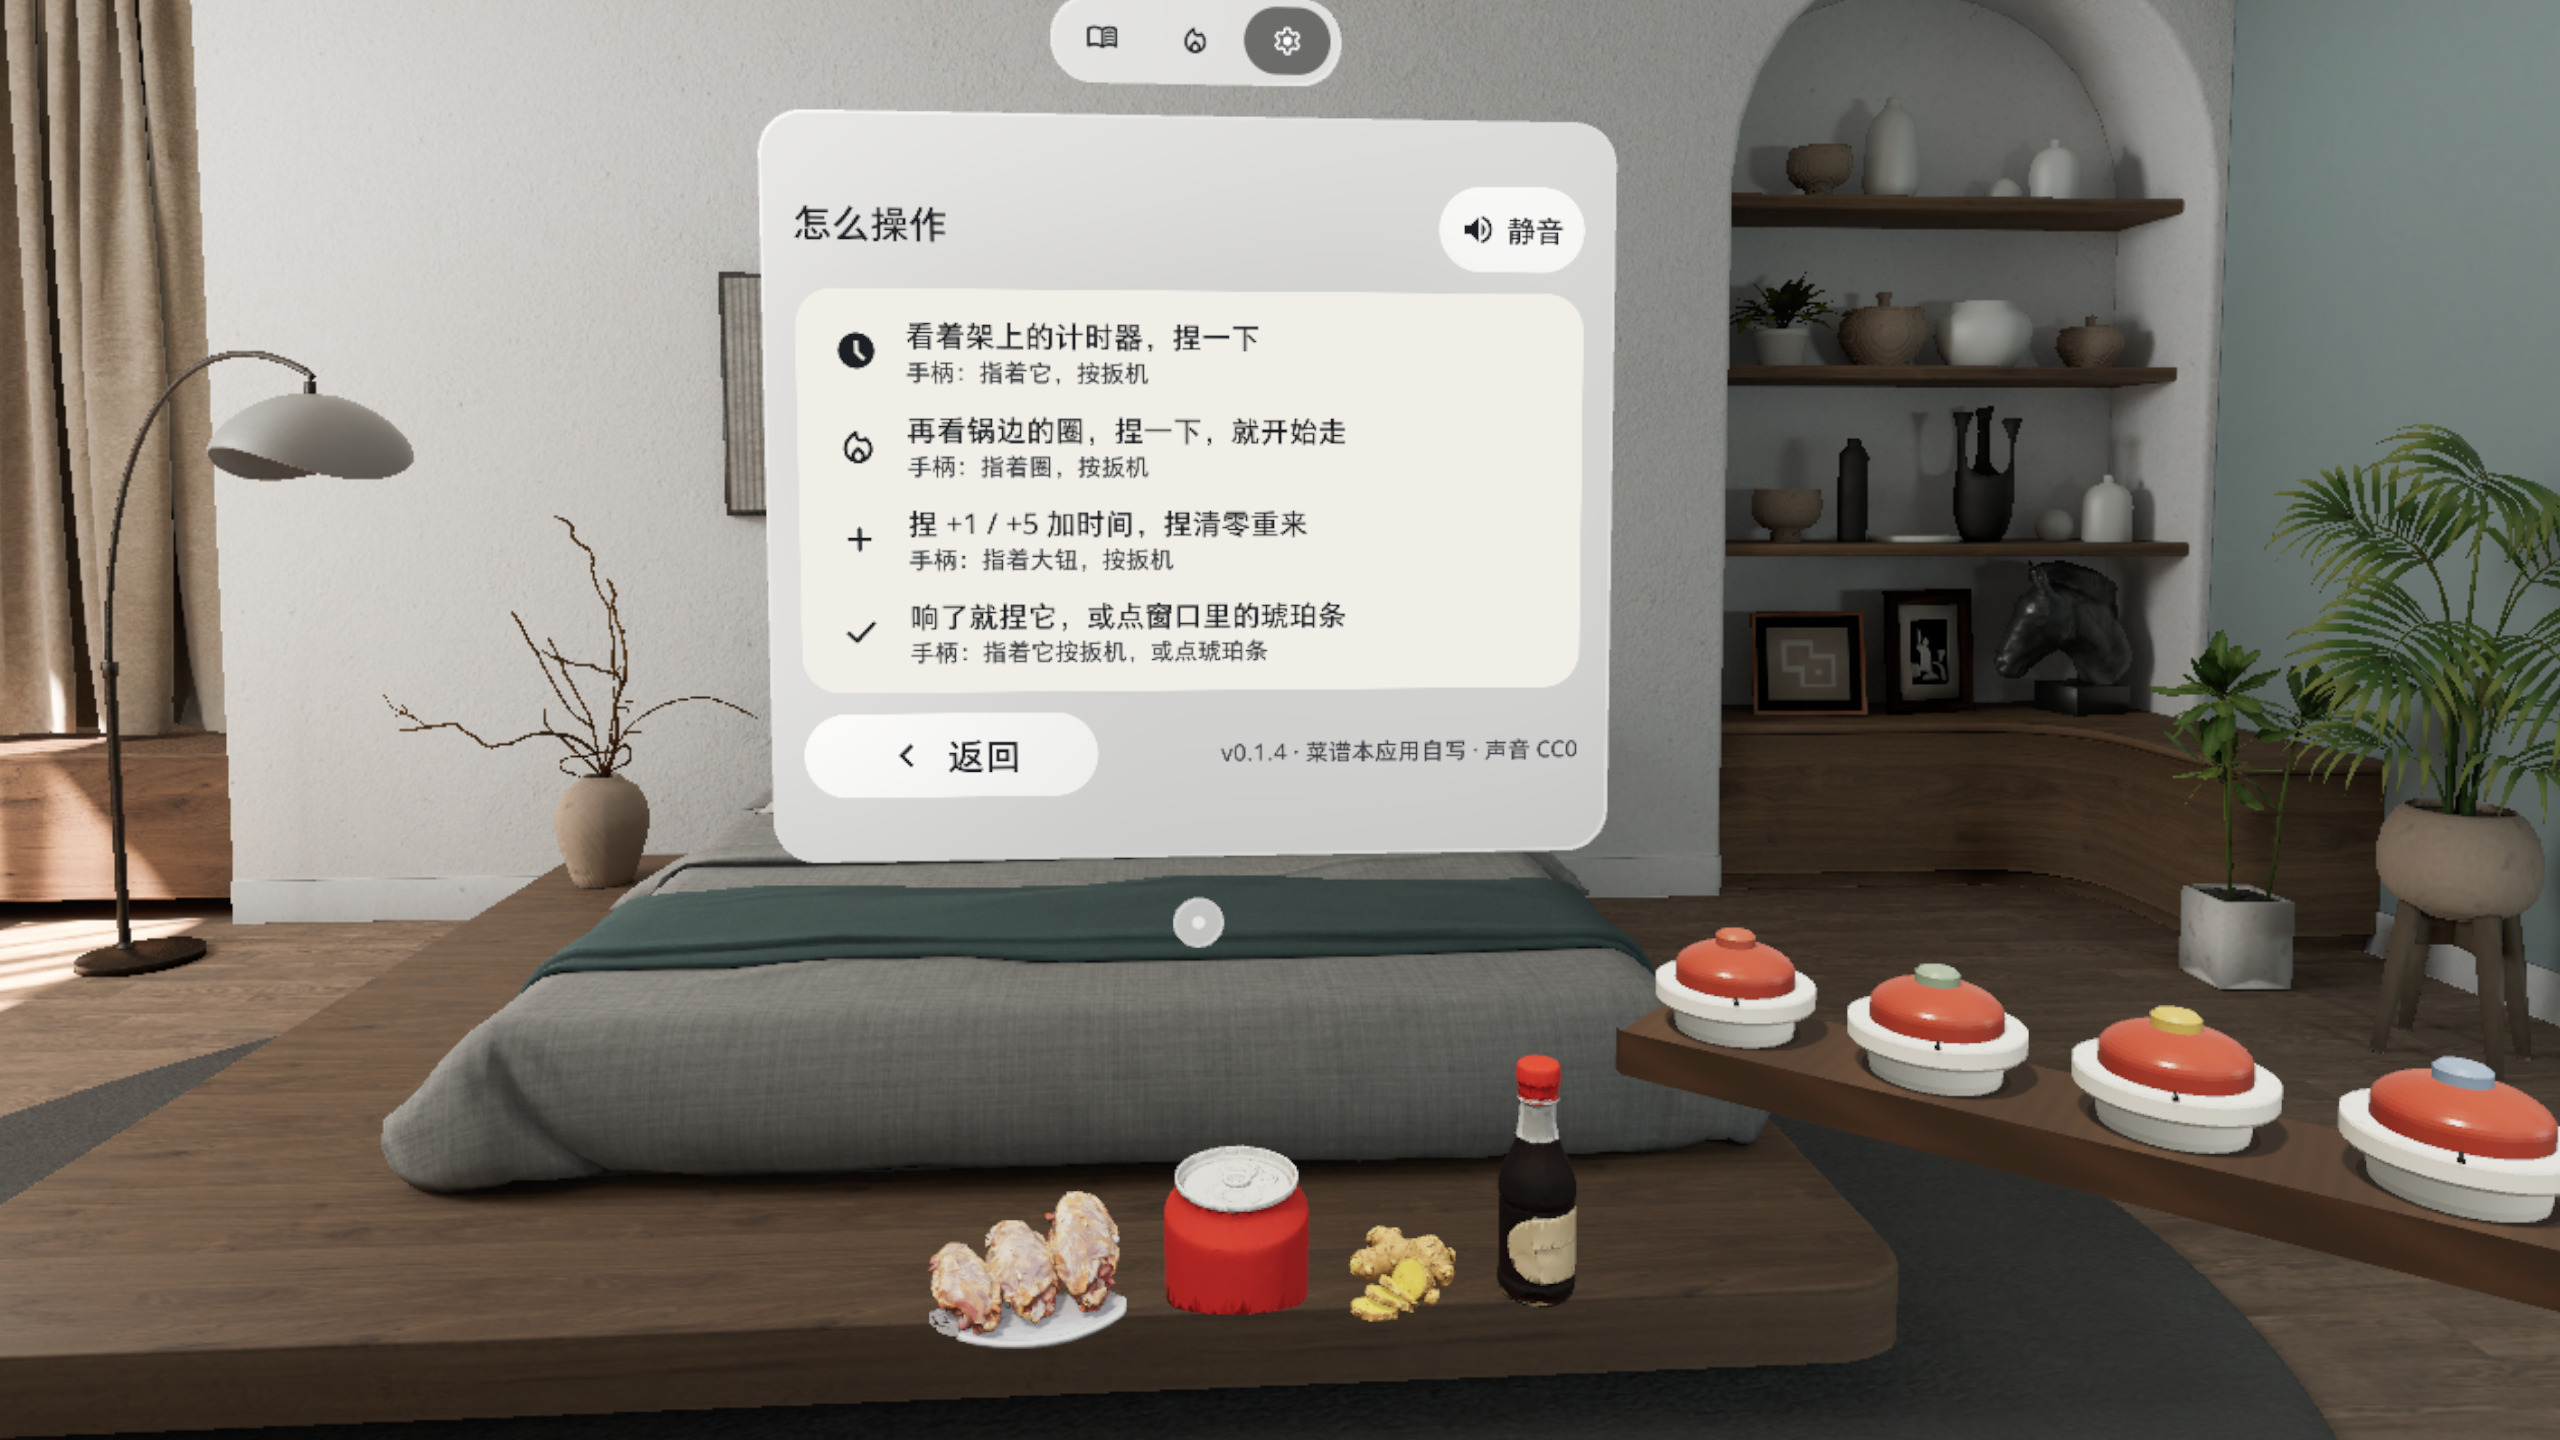 怎么操作
静音
看着架上的计时器，捏一下
手柄：指着它，按扳机
再看锅边的圈，捏一下，就开始走
手柄：指着圈，按扳机
捏 +1 / +5 加时间，捏清零重来
手柄：指着大钮，按扳机
响了就捏它，或点窗口里的琥珀条
手柄：指着它按扳机，或点琥珀条
返回
v0.1.4 · 菜谱本应用自写 · 声音 CC0